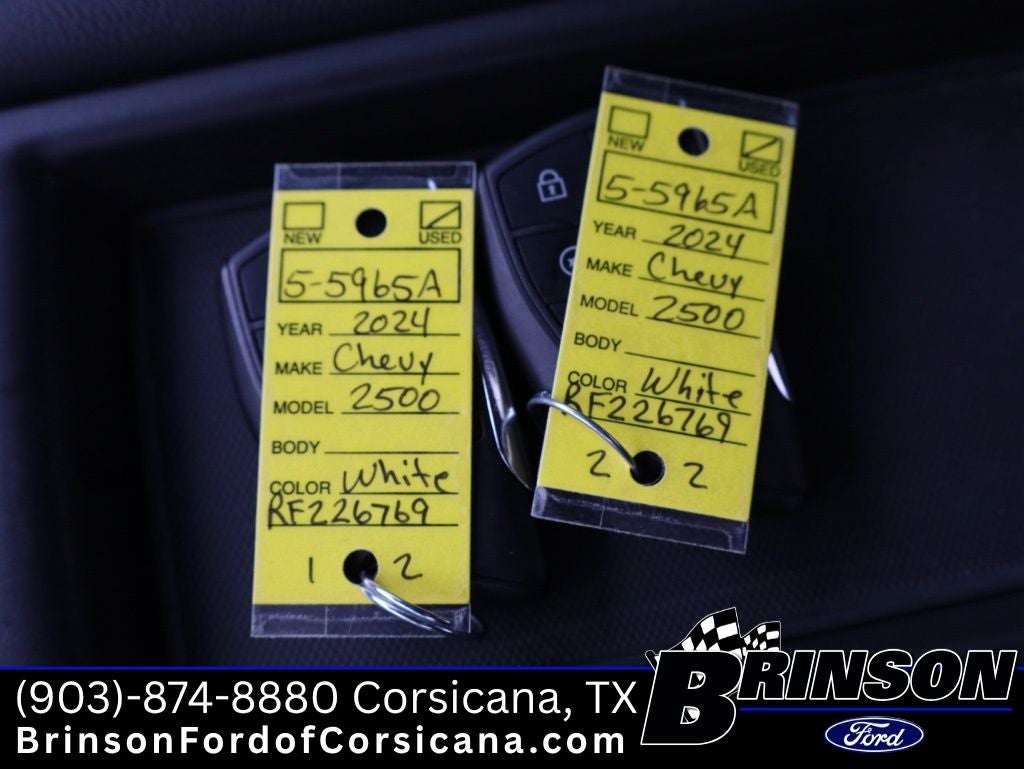 NEW USED
5-5965A
YEAR 2024
MAKE Chevy
MODEL 2500
BODY
COLOR White
RF226769
1 2
NEW USED
5-5965A
YEAR 2024
MAKE Chevy
MODEL 2500
BODY
COLOR White
RF226769
2 2
(903)-874-8880 Corsicana, TX
BrinsonFordofCorsicana.com
BRINSON
Ford